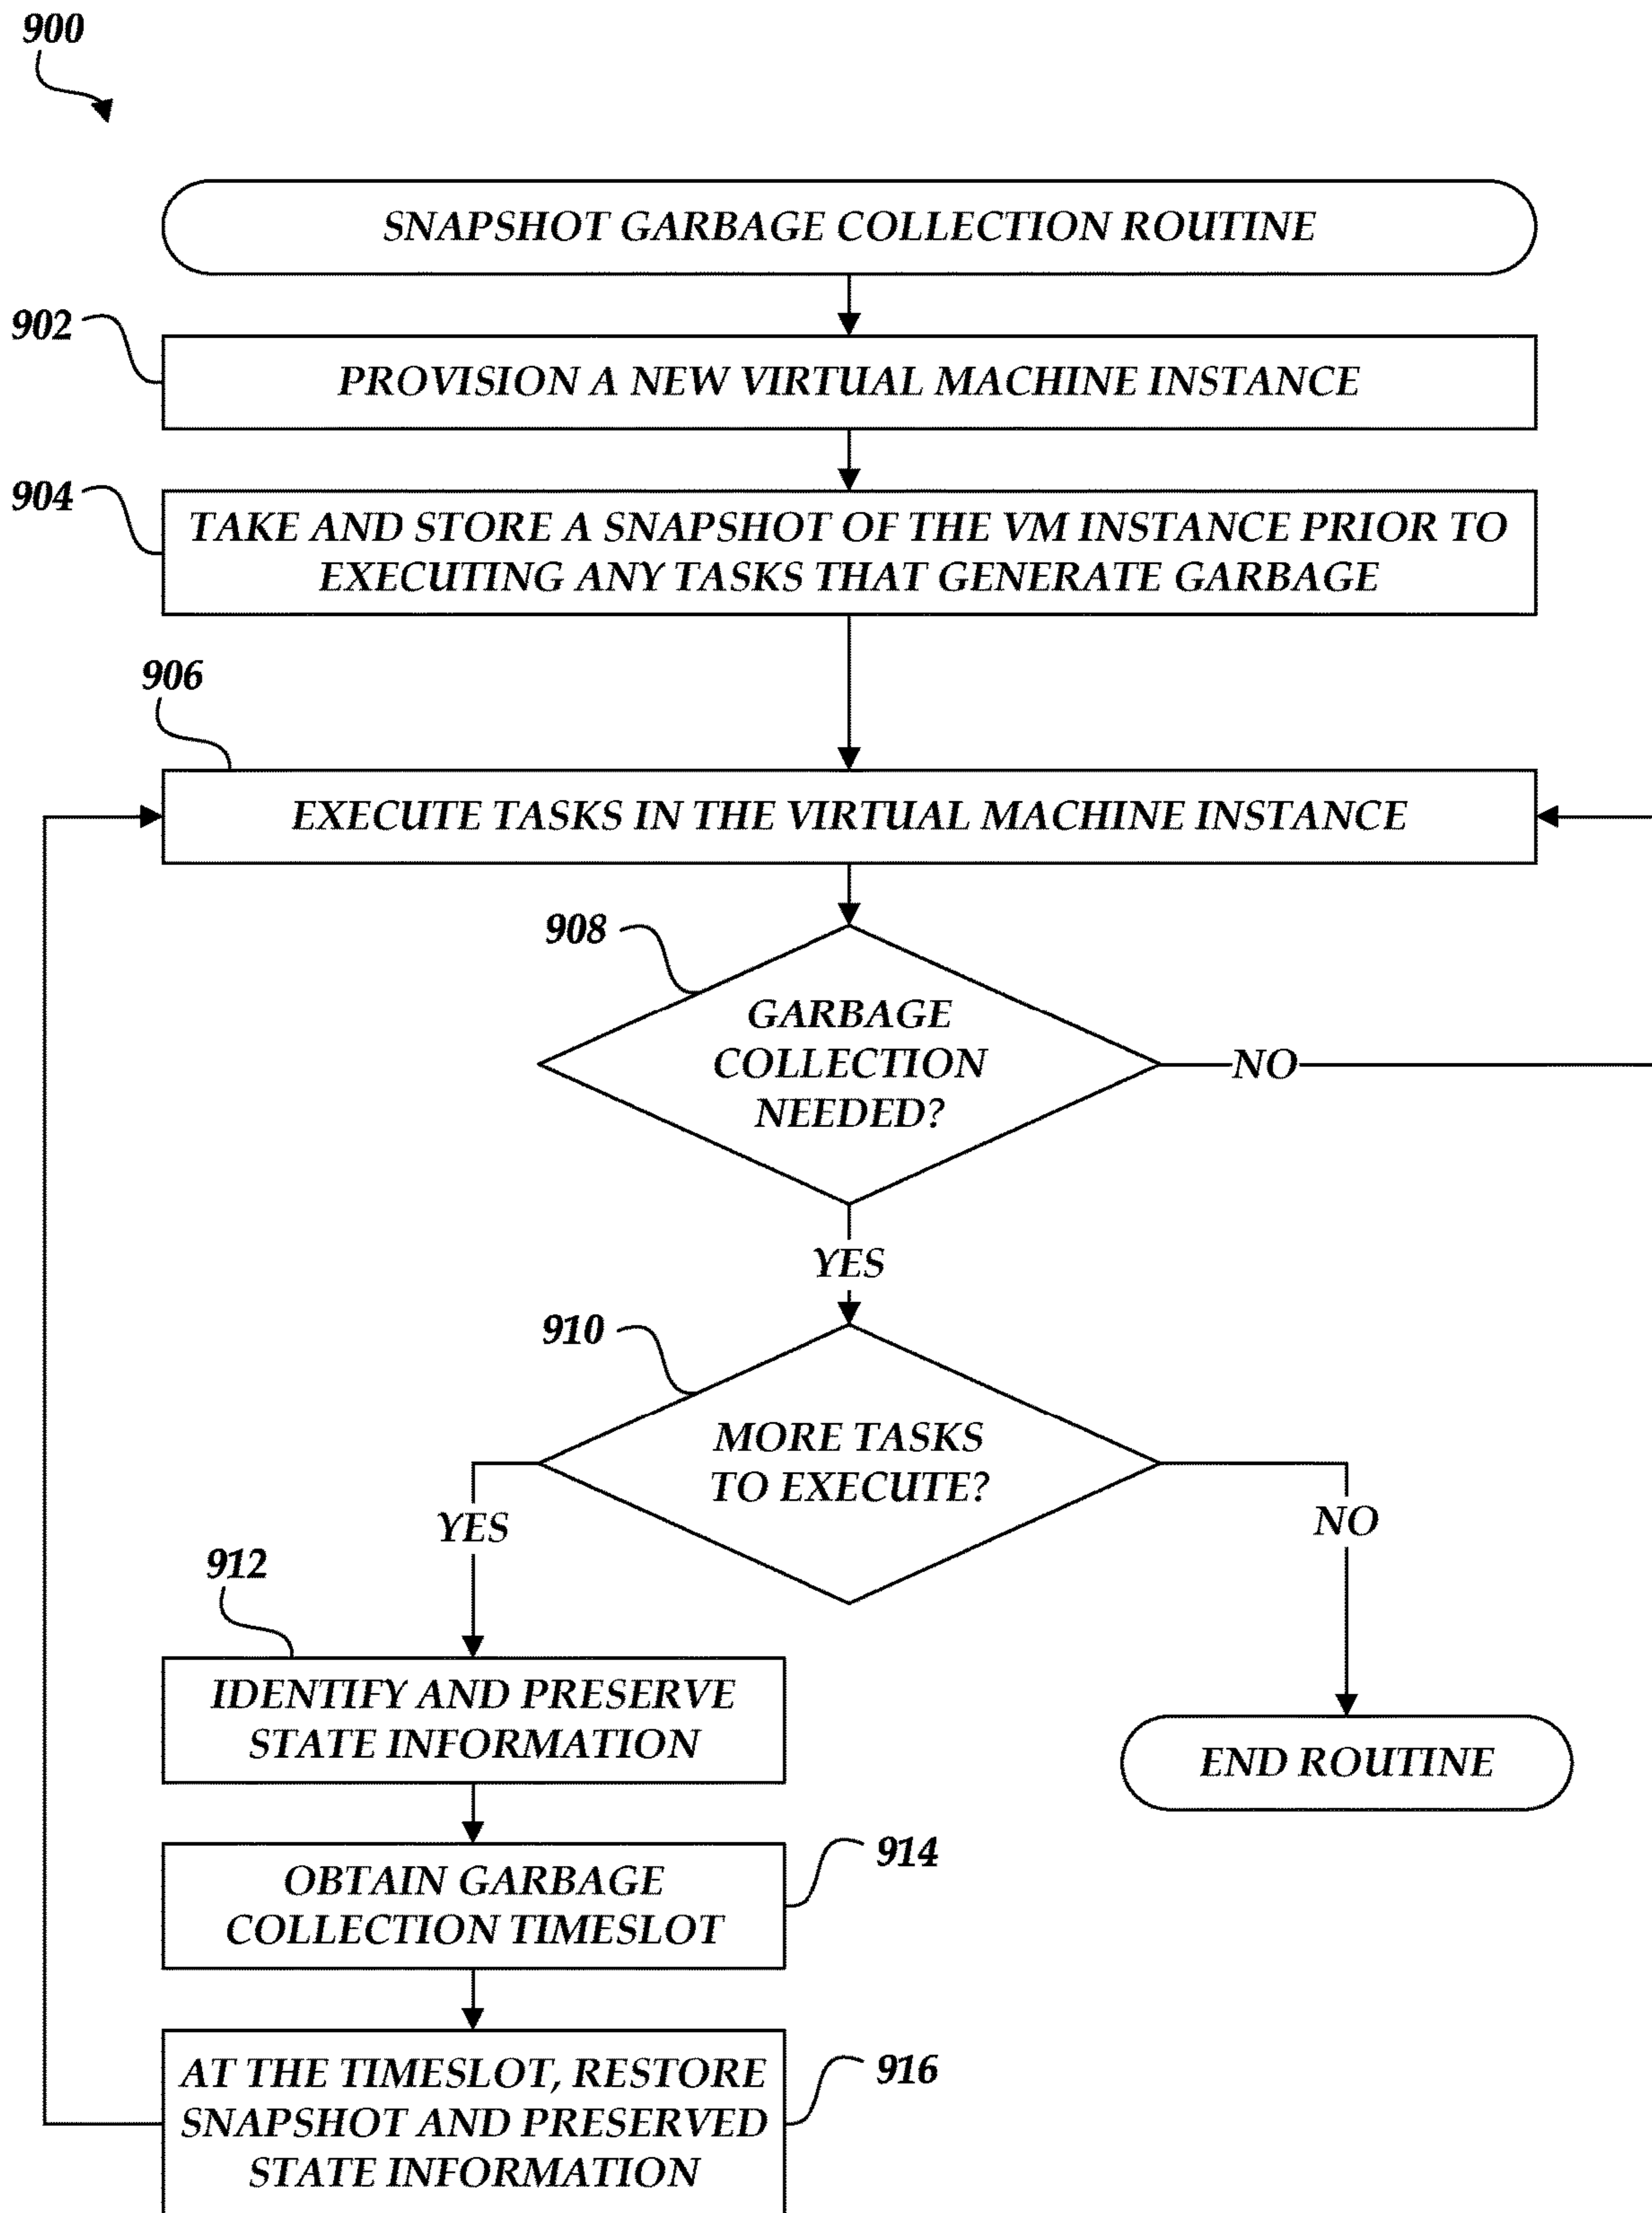 900
SNAPSHOT GARBAGE COLLECTION ROUTINE
902
PROVISION A NEW VIRTUAL MACHINE INSTANCE
904
TAKE AND STORE A SNAPSHOT OF THE VM INSTANCE PRIOR TO
EXECUTING ANY TASKS THAT GENERATE GARBAGE
906
EXECUTE TASKS IN THE VIRTUAL MACHINE INSTANCE
908
GARBAGE
COLLECTION
NEEDED?
NO
YES
910
MORE TASKS
TO EXECUTE?
YES
NO
912
IDENTIFY AND PRESERVE
STATE INFORMATION
END ROUTINE
914
OBTAIN GARBAGE
COLLECTION TIMESLOT
916
AT THE TIMESLOT, RESTORE
SNAPSHOT AND PRESERVED
STATE INFORMATION